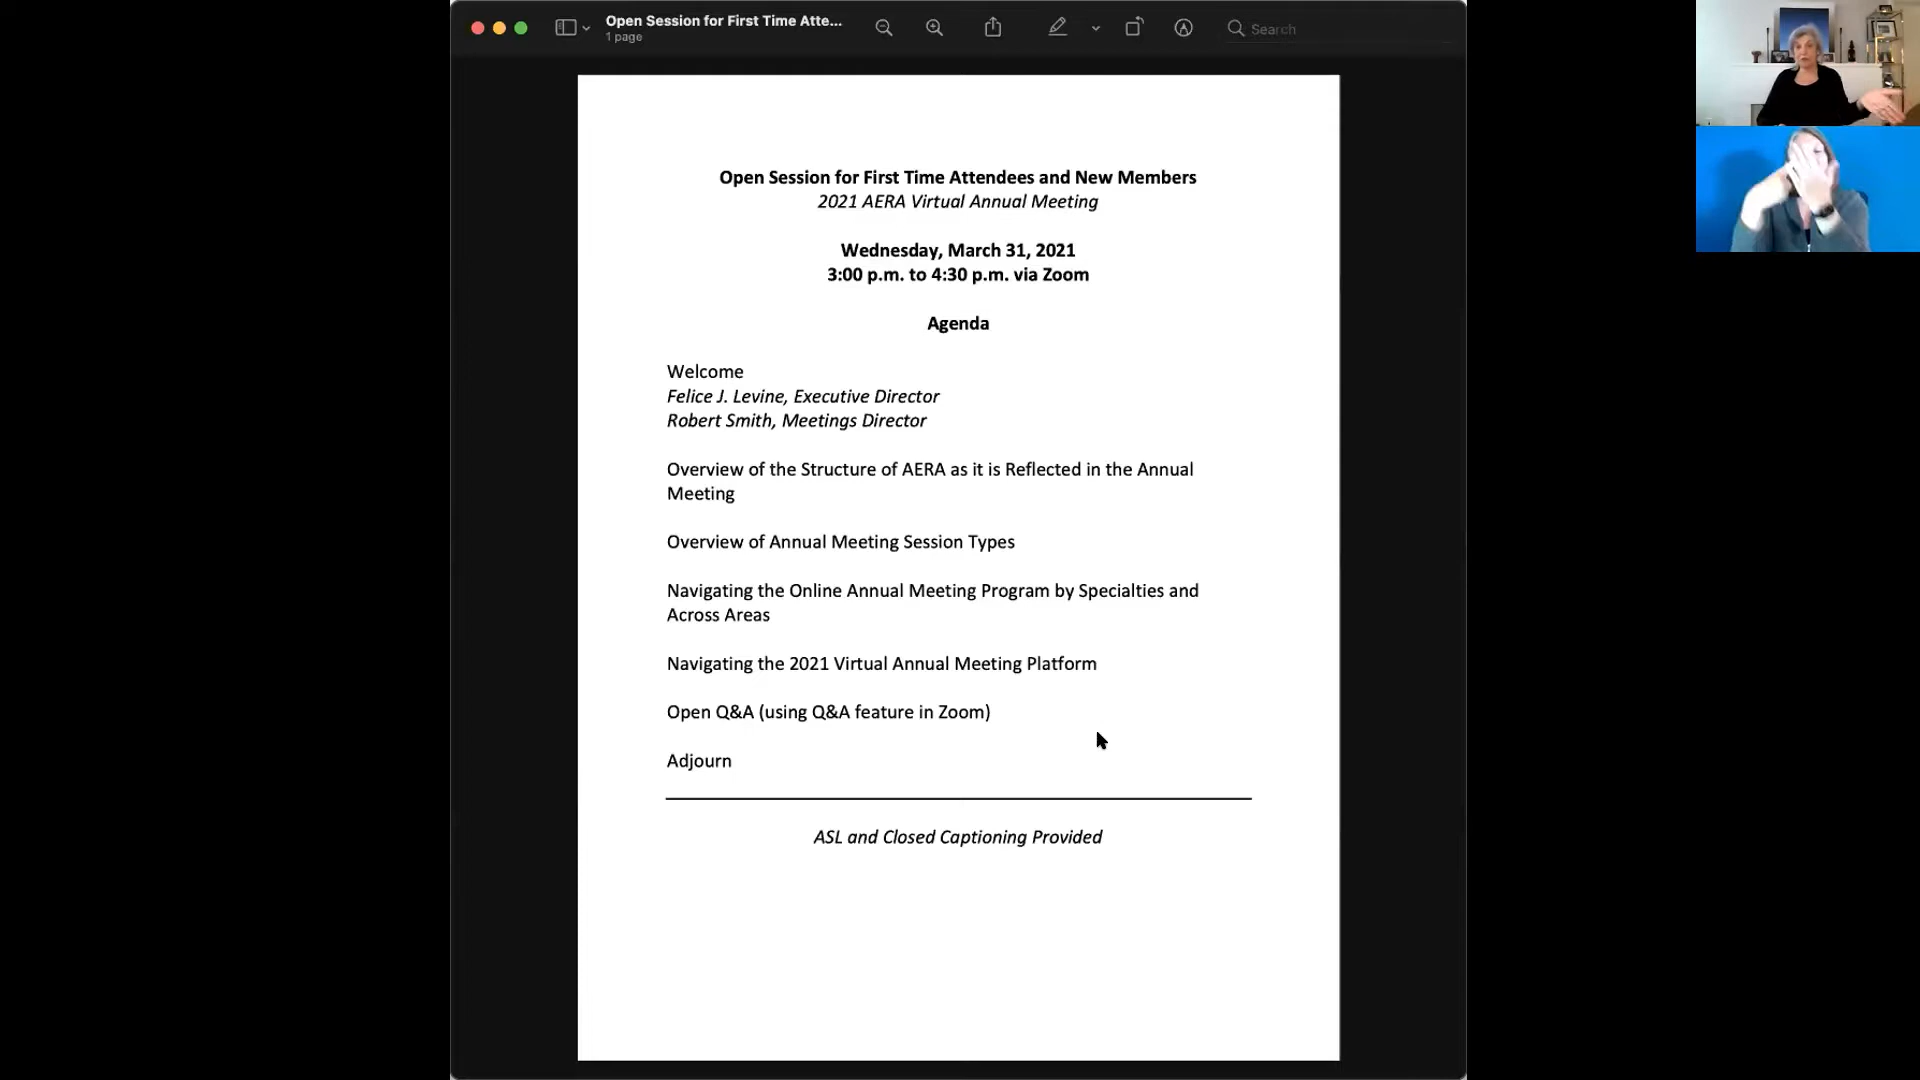 Open Session for First Time Atte...
1 page
Search
Open Session for First Time Attendees and New Members
2021 AERA Virtual Annual Meeting
Wednesday, March 31, 2021
3:00 p.m. to 4:30 p.m. via Zoom
Agenda
Welcome
Felice J. Levine, Executive Director
Robert Smith, Meetings Director
Overview of the Structure of AERA as it is Reflected in the Annual
Meeting
Overview of Annual Meeting Session Types
Navigating the Online Annual Meeting Program by Specialties and
Across Areas
Navigating the 2021 Virtual Annual Meeting Platform
Open Q&A (using Q&A feature in Zoom)
Adjourn
ASL and Closed Captioning Provided